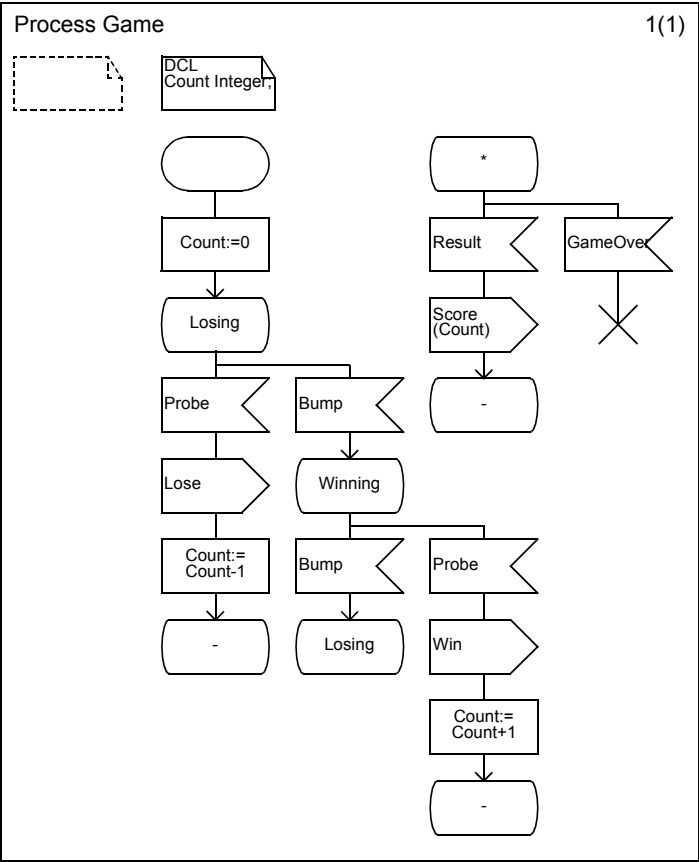 Process Game
1(1)
DCL
Count Integer;
*
Count:=0
Result
GameOver
Losing
Score
(Count)
Probe
Bump
-
Lose
Winning
Count:=
Count-1
Bump
Probe
-
Losing
Win
Count:=
Count+1
-